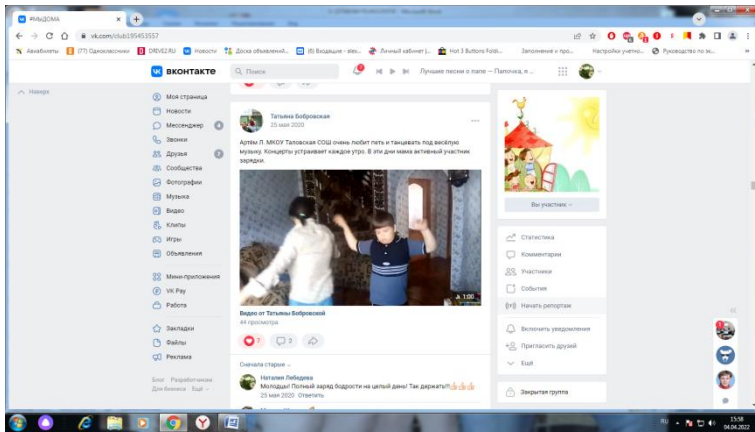 #МЫДОМА
vk.com/club195453557
Авиабилеты
(77) Одноклассники
DRIVE2.RU
Новости
Доска объявлений...
(6) Входящие - alex...
Личный кабинет (...
Hot 3 Buttons Foldi...
Заполнение и про...
Настройки учетно...
Руководство по эк...
вконтакте
Поиск
Лучшие песни о папе – Папочка, я ...
Наверх
Моя страница
Новости
Мессенджер
Звонки
Друзья
Сообщества
Фотографии
Музыка
Видео
Клипы
Игры
Объявления
Мини-приложения
VK Pay
Работа
Закладки
Файлы
Реклама
Блог Разработчикам
Для бизнеса Ещё
Татьяна Бобровская
25 мая 2020
Артём Л. МКОУ Таловская СОШ очень любит петь и танцевать под весёлую
музыку. Концерты устраивает каждое утро. В эти дни мама активный участник
зарядки.
1:00
Видео от Татьяны Бобровской
44 просмотра
7
2
Сначала старые
Наталия Лебедева
Молодцы! Полный заряд бодрости на целый день! Так держать!!!
25 мая 2020 Ответить
Вы участник
Статистика
Комментарии
Участники
События
Начать репортаж
Включить уведомления
Пригласить друзей
Ещё
Закрытая группа
RU
15:58
04.04.2022